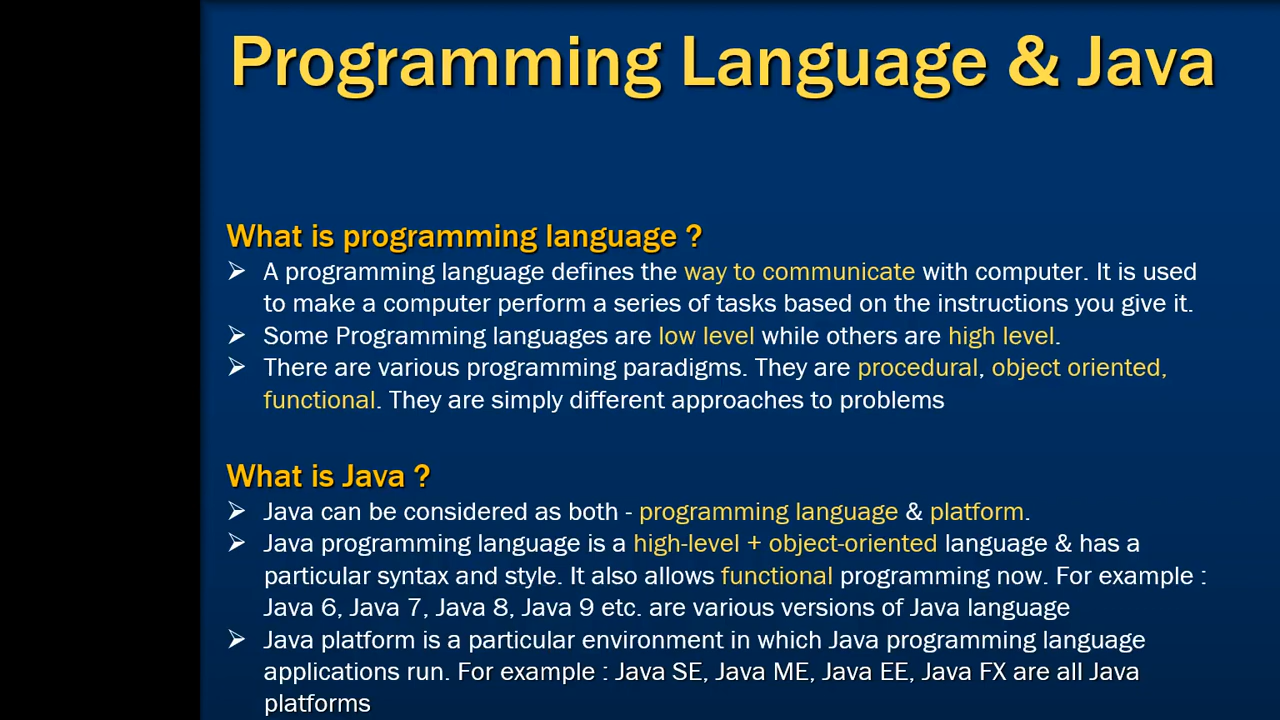 Programming Language & Java
What is programming language ?
➢ A programming language defines the way to communicate with computer. It is used
to make a computer perform a series of tasks based on the instructions you give it.
➢ Some Programming languages are low level while others are high level.
➢ There are various programming paradigms. They are procedural, object oriented,
functional. They are simply different approaches to problems
What is Java ?
➢ Java can be considered as both - programming language & platform.
➢ Java programming language is a high-level + object-oriented language & has a
particular syntax and style. It also allows functional programming now. For example :
Java 6, Java 7, Java 8, Java 9 etc. are various versions of Java language
➢ Java platform is a particular environment in which Java programming language
applications run. For example : Java SE, Java ME, Java EE, Java FX are all Java
platforms